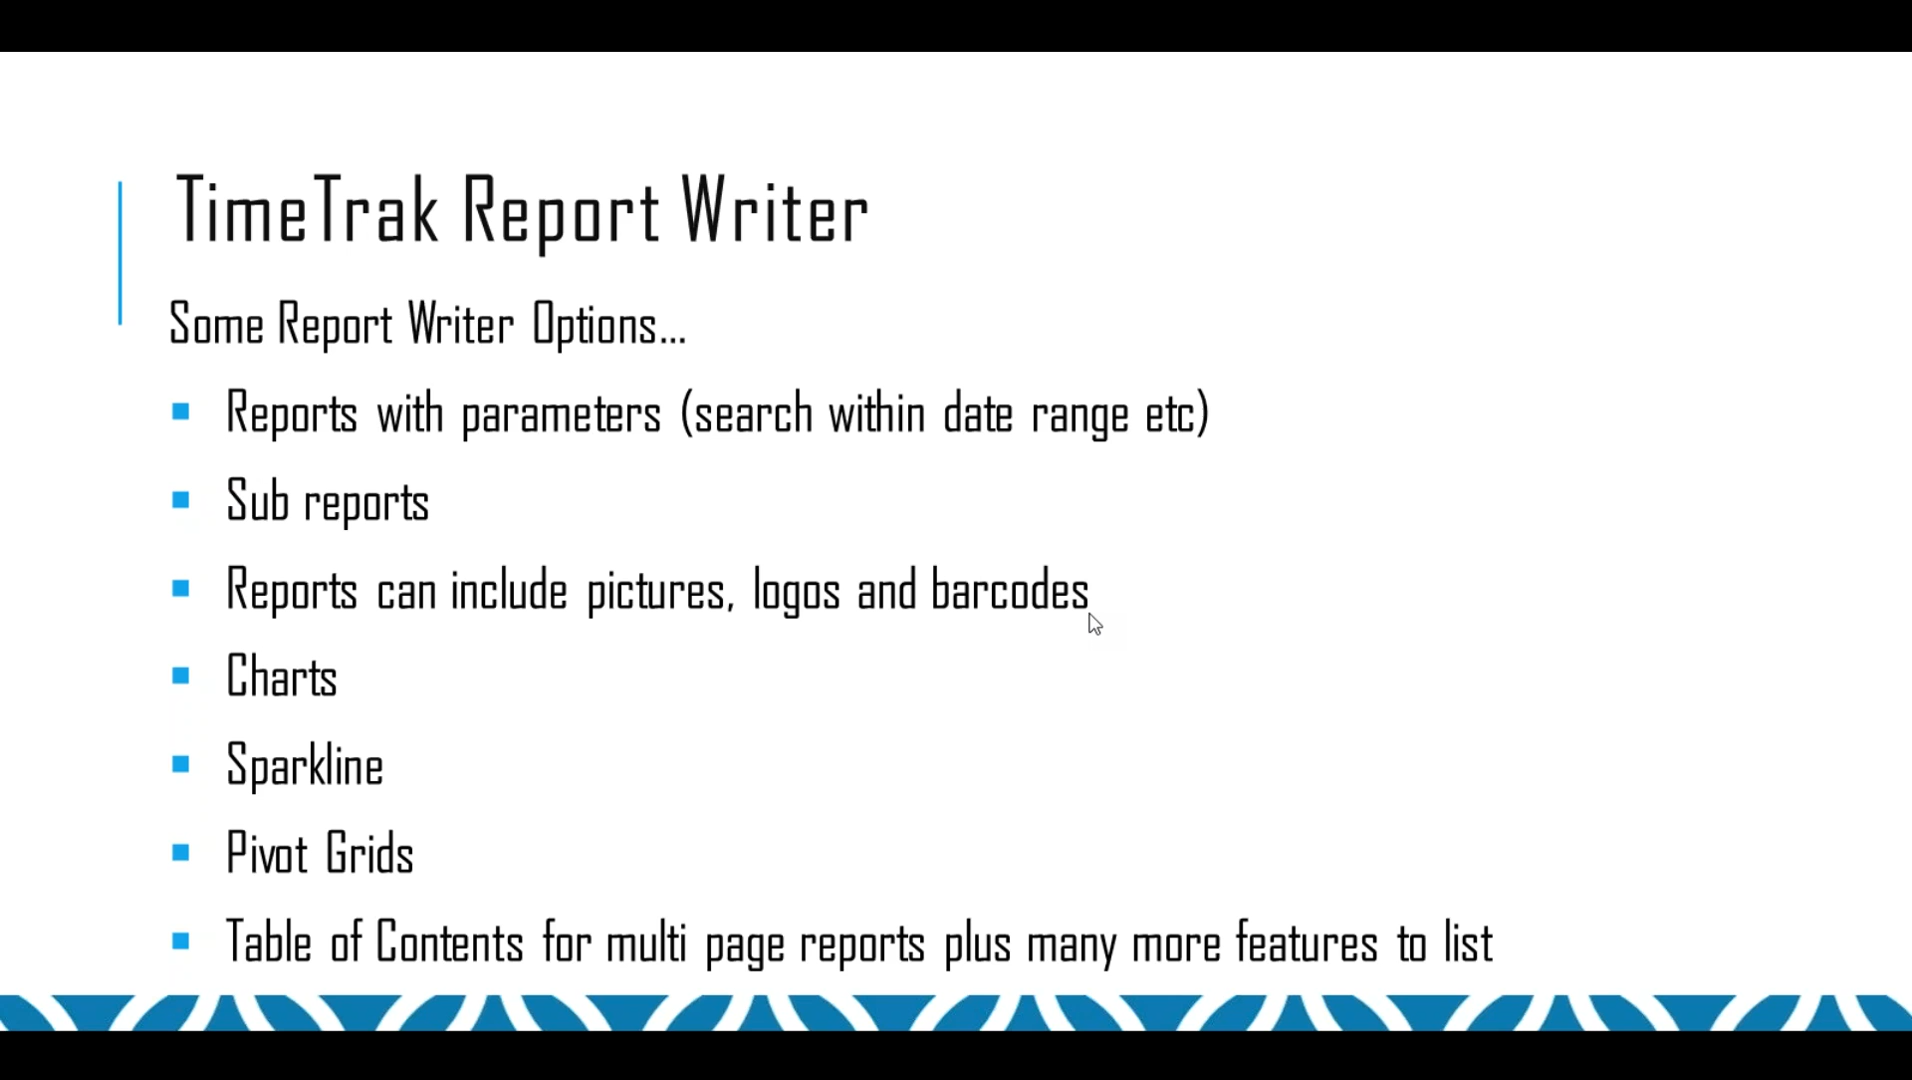 TimeTrak Report Writer
Some Report Writer Options...
Reports with parameters (search within date range etc)
Sub reports
Reports can include pictures, logos and barcodes
Charts
Sparkline
Pivot Grids
Table of Contents for multi page reports plus many more features to list